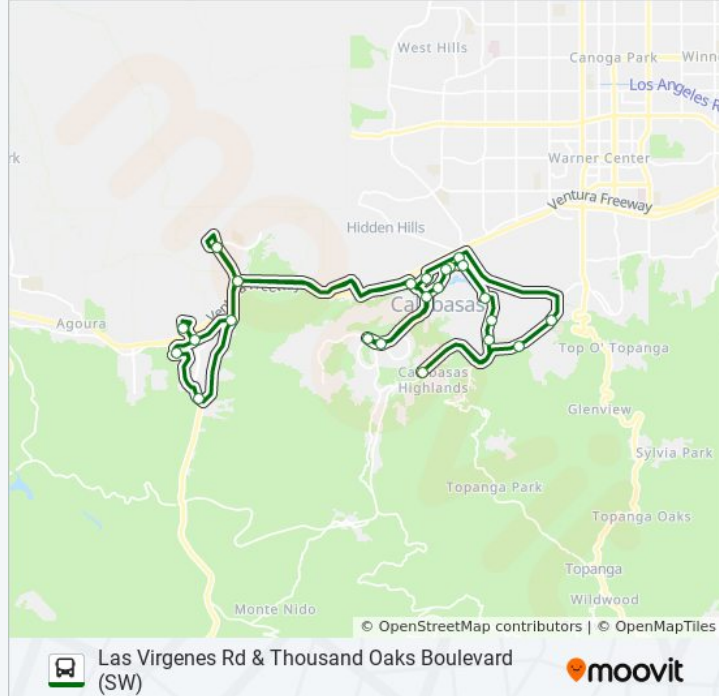 West Hills
Canoga Park
Winn
Los Angeles R
rk
Warner Center
Ventura Freeway
Hidden Hills
Agoura
Calabasas
Top O' Topanga
Calabasas
Highlands
Glenview
Sylvia Park
Topanga Park
Topanga Oaks
Topanga
Wildwood
Monte Nido
© OpenStreetMap contributors | © OpenMapTiles
Las Virgenes Rd & Thousand Oaks Boulevard
(SW)
moovit